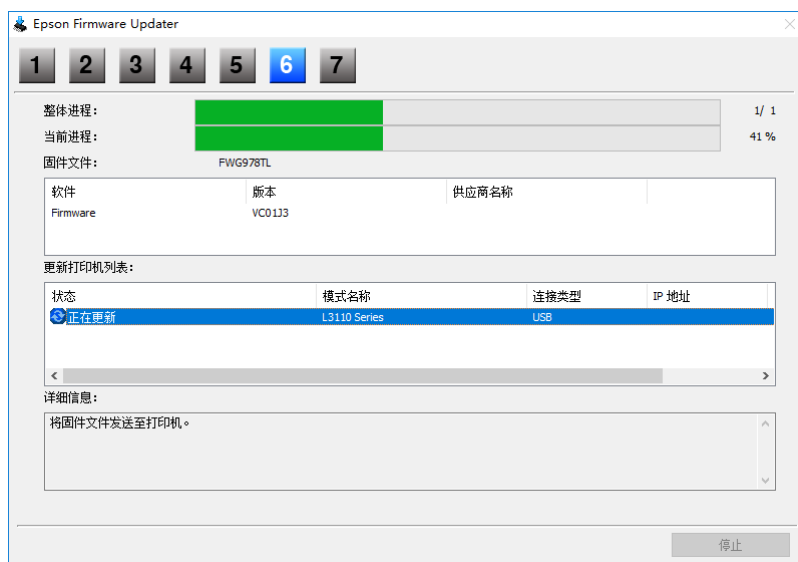 Epson Firmware Updater
1 2 3 4 5 6 7
整体进程: 1/ 1
当前进程: 41 %
固件文件: FWG978TL
软件 版本 供应商名称
Firmware VC01J3
更新打印机列表:
状态 模式名称 连接类型 IP 地址
正在更新 L3110 Series USB
详细信息:
将固件文件发送至打印机。
停止